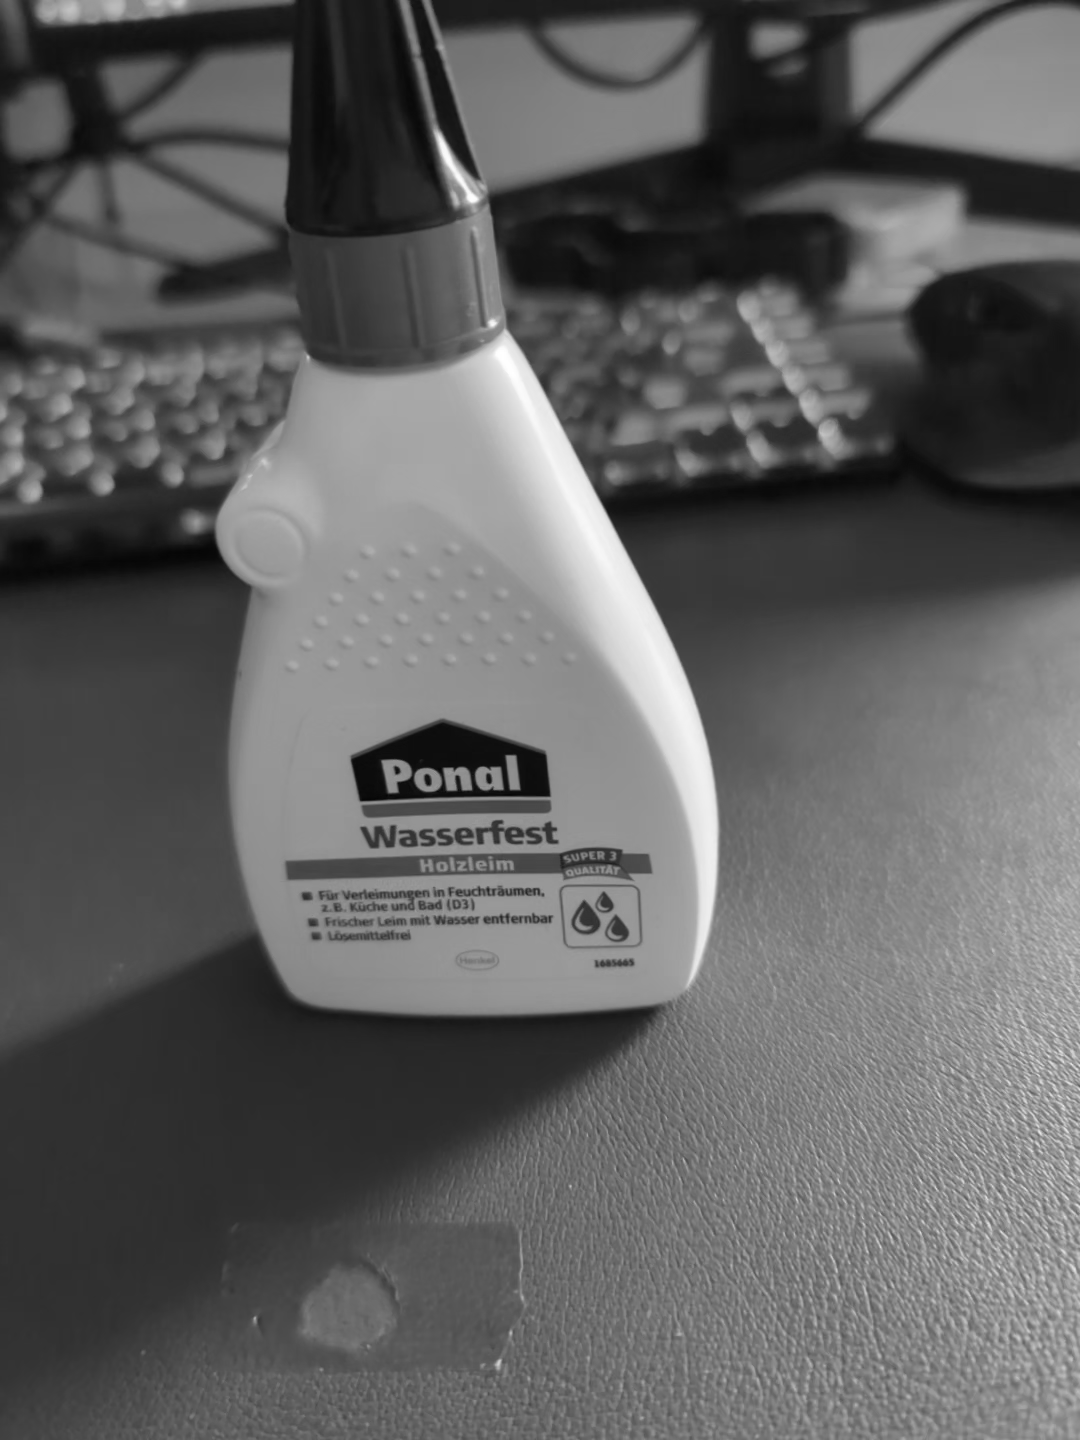 Ponal
Wasserfest
Holzleim
SUPER 3
QUALITÄT
Für Verleimungen in Feuchträumen,
z.B. Küche und Bad (D3)
Frischer Leim mit Wasser entfernbar
Lösemittelfrei
Henkel
1685665